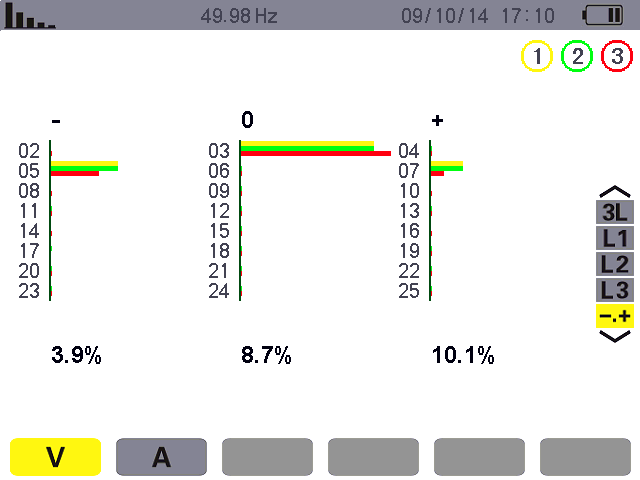 49.98 Hz 09/10/14 17:10
1 2 3
- 0 +
02 03 04
05 06 07
08 09 10
11 12 13
14 15 16
17 18 19
20 21 22
23 24 25
3L
L1
L2
L3
-.+
3.9% 8.7% 10.1%
V A